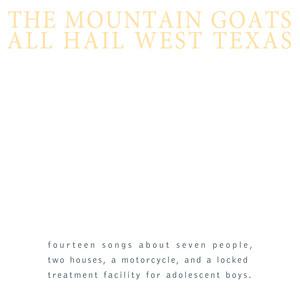 THE MOUNTAIN GOATS
ALL HAIL WEST TEXAS
fourteen songs about seven people,
two houses, a motorcycle, and a locked
treatment facility for adolescent boys.